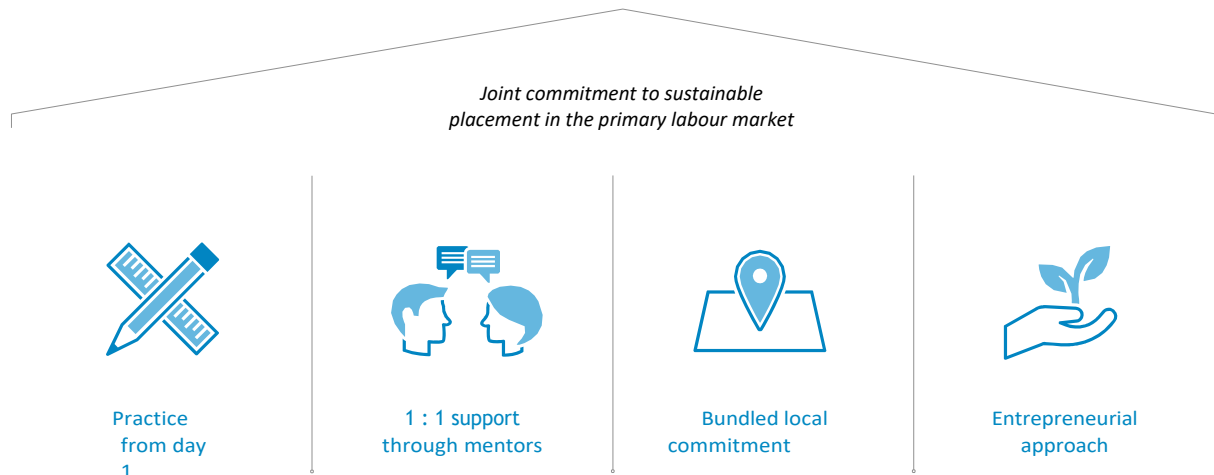 Joint commitment to sustainable
placement in the primary labour market
Practice
from day
1
1 : 1 support
through mentors
Bundled local
commitment
Entrepreneurial
approach